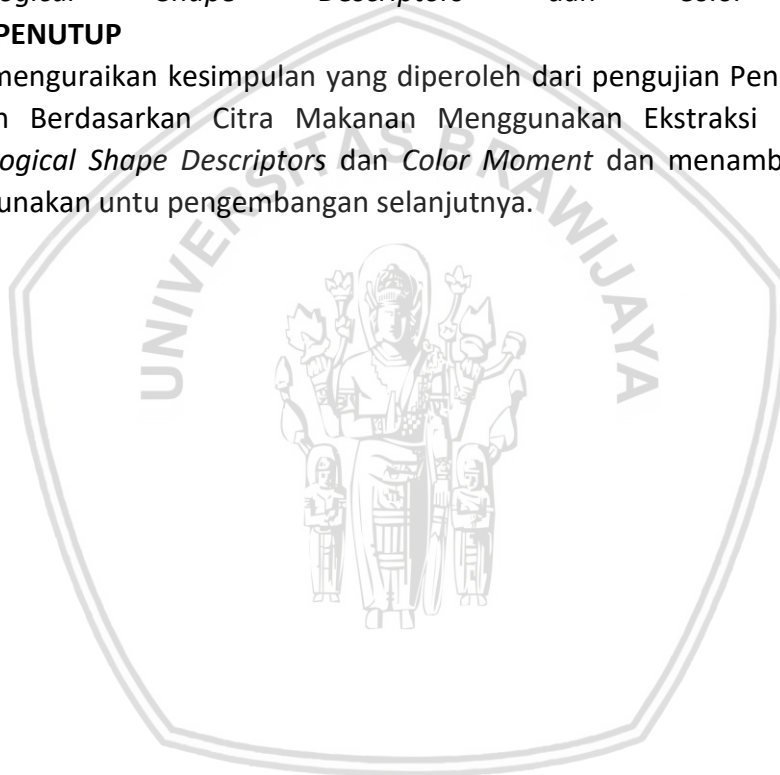 ogical Shape Descriptors dan Color
PENUTUP
menguraikan kesimpulan yang diperoleh dari pengujian Pen
n Berdasarkan Citra Makanan Menggunakan Ekstraksi
ogical Shape Descriptors dan Color Moment dan menamb
unakan untu pengembangan selanjutnya.
UNIVERSITAS BRAWIJAYA